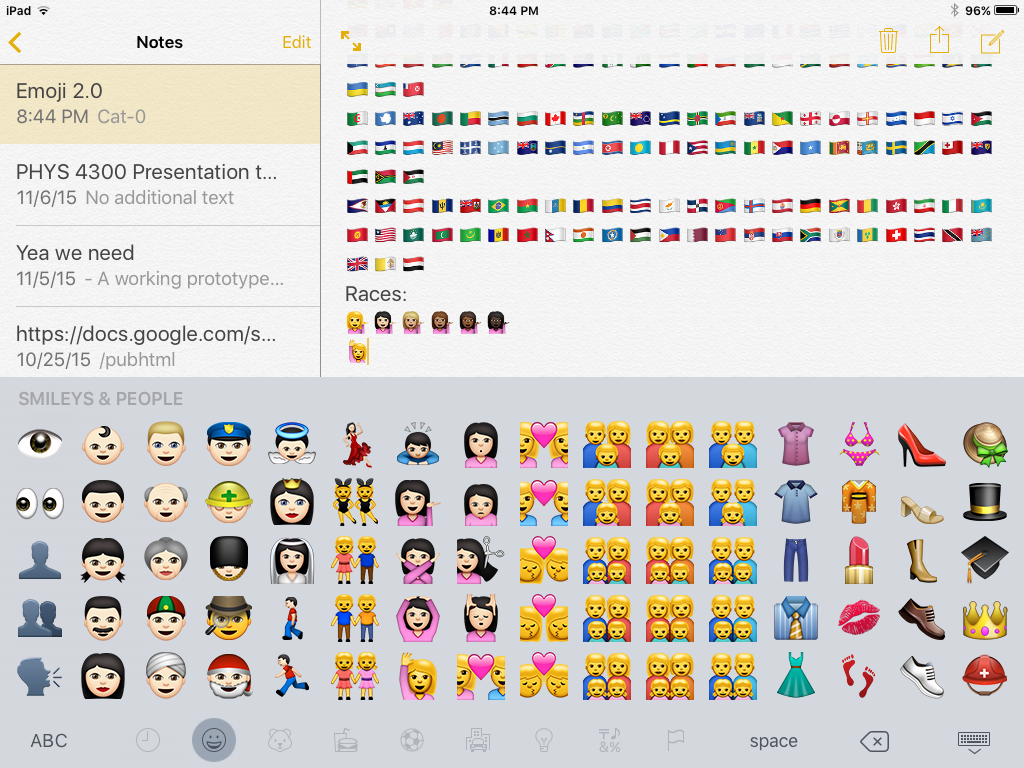 iPad
8:44 PM
96%
Notes
Edit
Emoji 2.0
8:44 PM Cat-0
PHYS 4300 Presentation t...
11/6/15 No additional text
Yea we need
11/5/15 - A working prototype...
https://docs.google.com/s...
10/25/15 /pubhtml
Races:
SMILEYS & PEOPLE
ABC
space